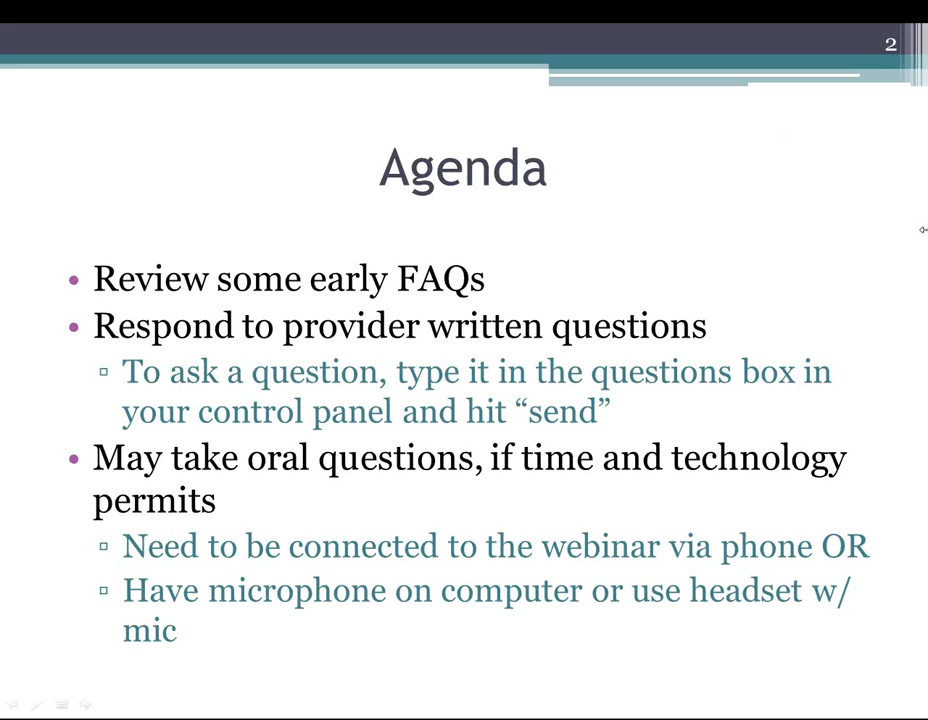 2
Agenda
• Review some early FAQs
• Respond to provider written questions
▫ To ask a question, type it in the questions box in
your control panel and hit “send”
• May take oral questions, if time and technology
permits
▫ Need to be connected to the webinar via phone OR
▫ Have microphone on computer or use headset w/
mic